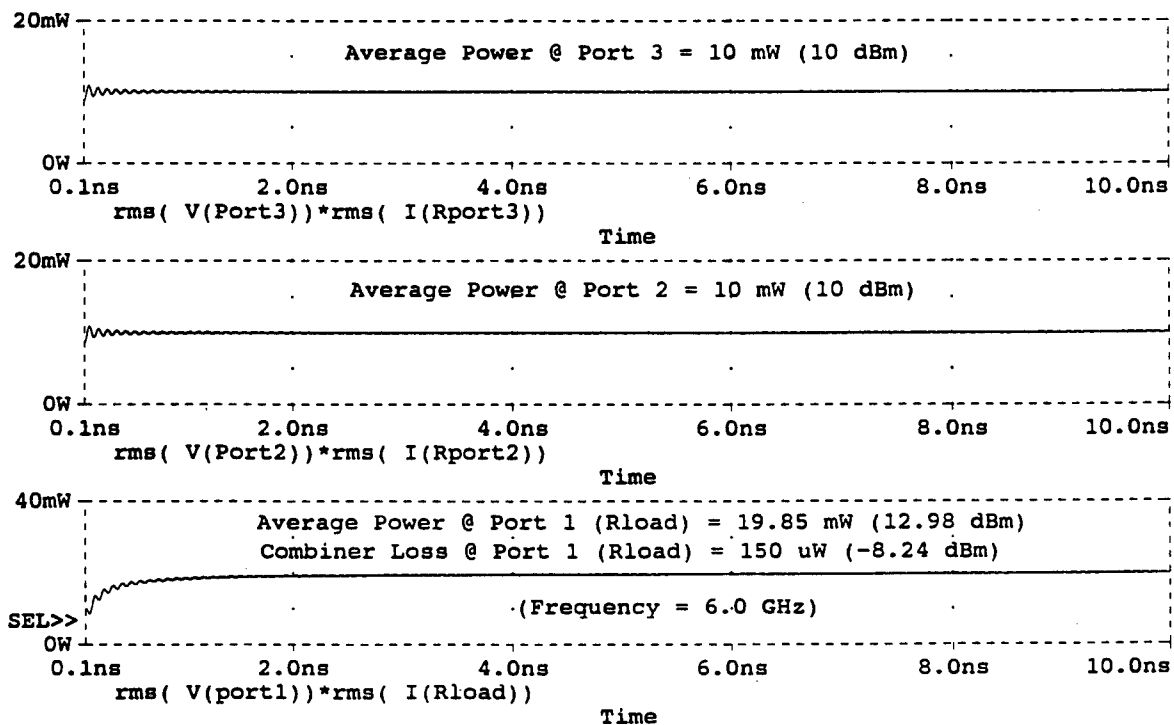 20mW
Average Power @ Port 3 = 10 mW (10 dBm)
0W
0.1ns 2.0ns 4.0ns 6.0ns 8.0ns 10.0ns
rms( V(Port3))*rms( I(Rport3))
Time
20mW
Average Power @ Port 2 = 10 mW (10 dBm)
0W
0.1ns 2.0ns 4.0ns 6.0ns 8.0ns 10.0ns
rms( V(Port2))*rms( I(Rport2))
Time
40mW
Average Power @ Port 1 (Rload) = 19.85 mW (12.98 dBm)
Combiner Loss @ Port 1 (Rload) = 150 uW (-8.24 dBm)
(Frequency = 6.0 GHz)
SEL>>
0W
0.1ns 2.0ns 4.0ns 6.0ns 8.0ns 10.0ns
rms( V(port1))*rms( I(Rload))
Time